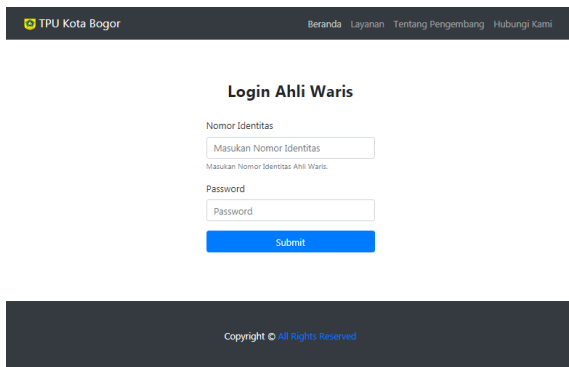 TPU Kota Bogor
Beranda Layanan Tentang Pengembang Hubungi Kami
Login Ahli Waris
Nomor Identitas
Masukan Nomor Identitas
Masukan Nomor Identitas Ahli Waris.
Password
Password
Submit
Copyright © All Rights Reserved